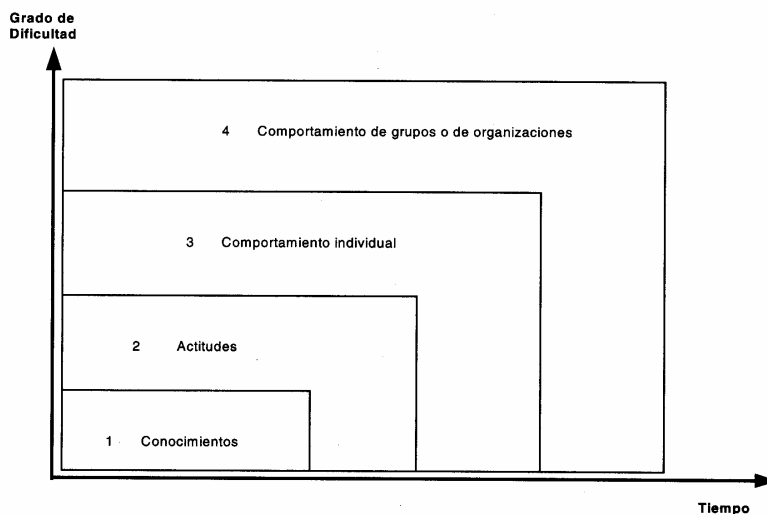 Grado de
Dificultad
4 Comportamiento de grupos o de organizaciones
3 Comportamiento individual
2 Actitudes
1 Conocimientos
Tiempo